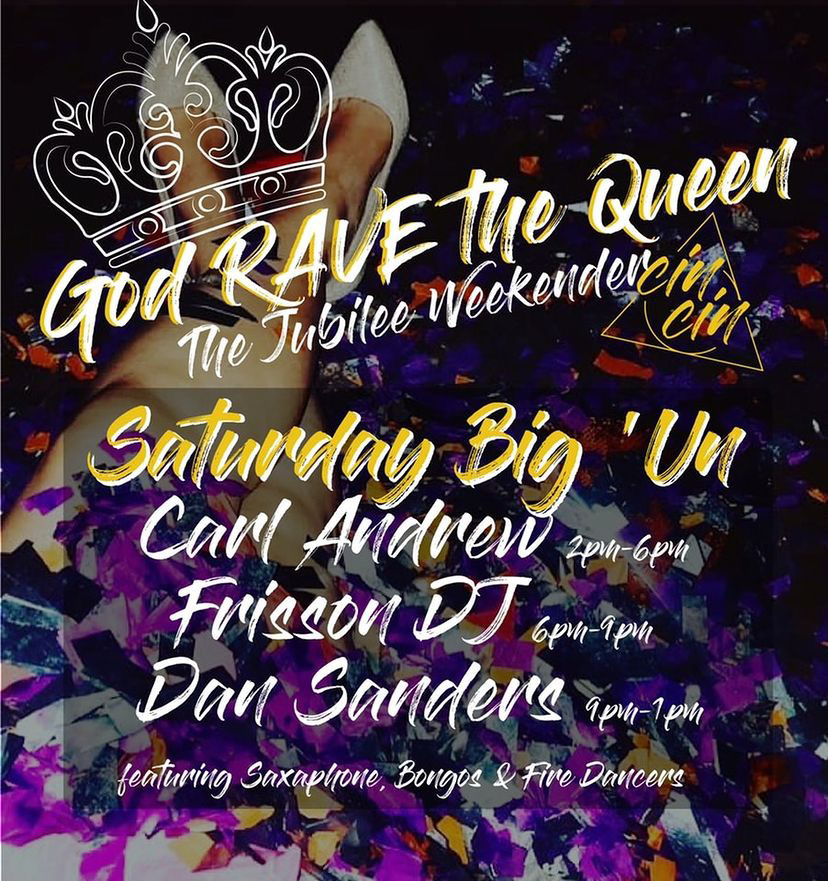 God RAVE the Queen
The Jubilee Weekender
cin
cin
Saturday Big 'Un
Carl Andrew 2pm-6pm
Frisson DJ 6pm-9pm
Dan Sanders 9pm-1pm
featuring Saxaphone, Bongos & Fire Dancers